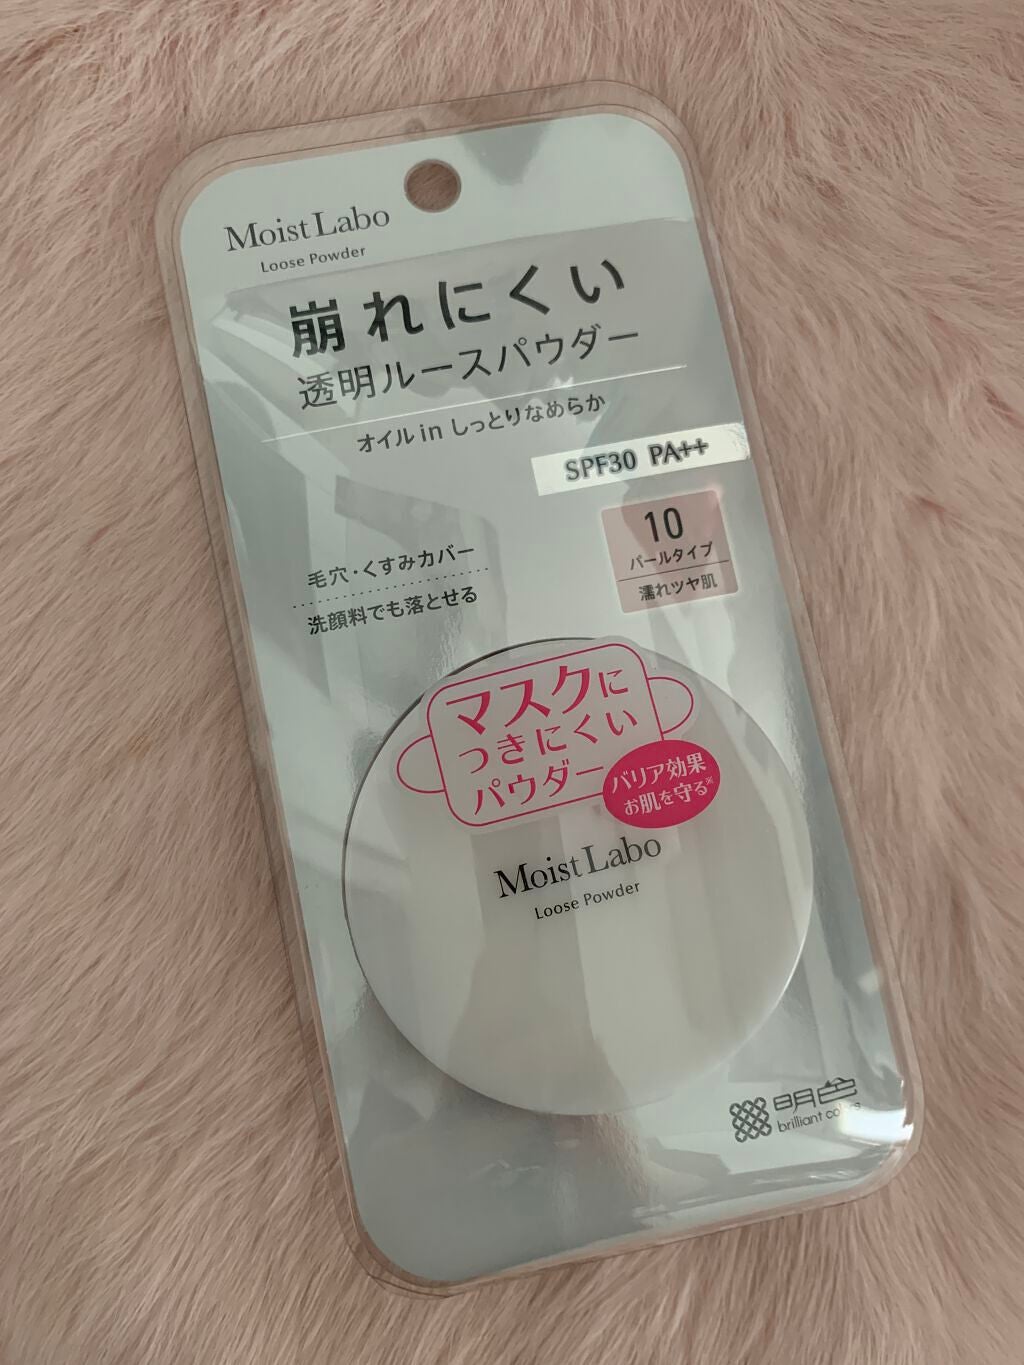 Moist Labo
Loose Powder
崩れにくい
透明ルースパウダー
オイル in しっとりなめらか
SPF30 PA++
10
パールタイプ
濡れツヤ肌
毛穴・くすみカバー
洗顔料でも落とせる
マスクに
つきにくい
パウダー
バリア効果
お肌を守る※
Moist Labo
Loose Powder
明色
brilliant colors